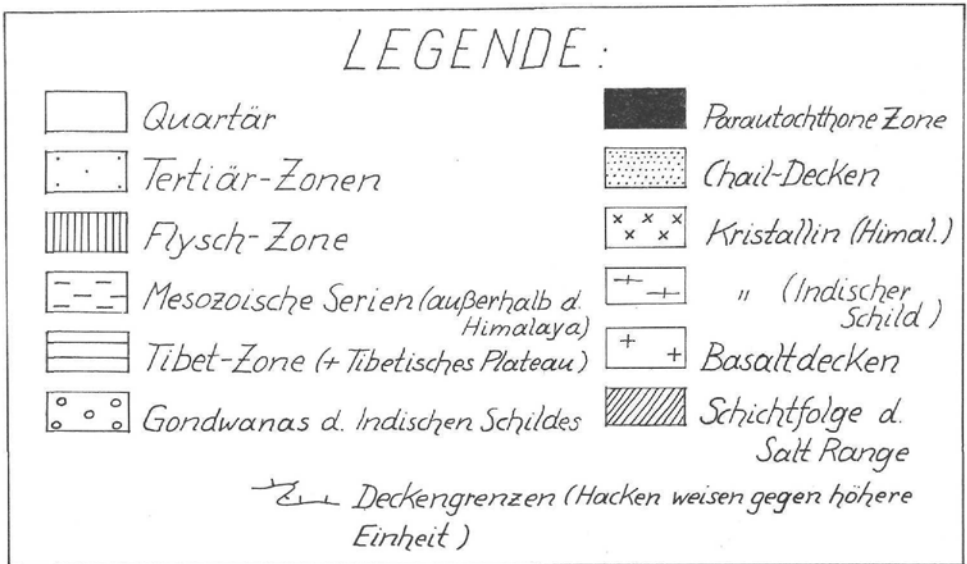 LEGENDE:
Quartär
Tertiär-Zonen
Flysch-Zone
Mesozoische Serien (außerhalb d.
Himalaya)
Tibet-Zone (+ Tibetisches Plateau)
Gondwanas d. Indischen Schildes
Parautochthone Zone
Chail-Decken
Kristallin (Himal.)
" (Indischer
Schild)
Basaltdecken
Schichtfolge d.
Salt Range
Deckengrenzen (Hacken weisen gegen höhere
Einheit)